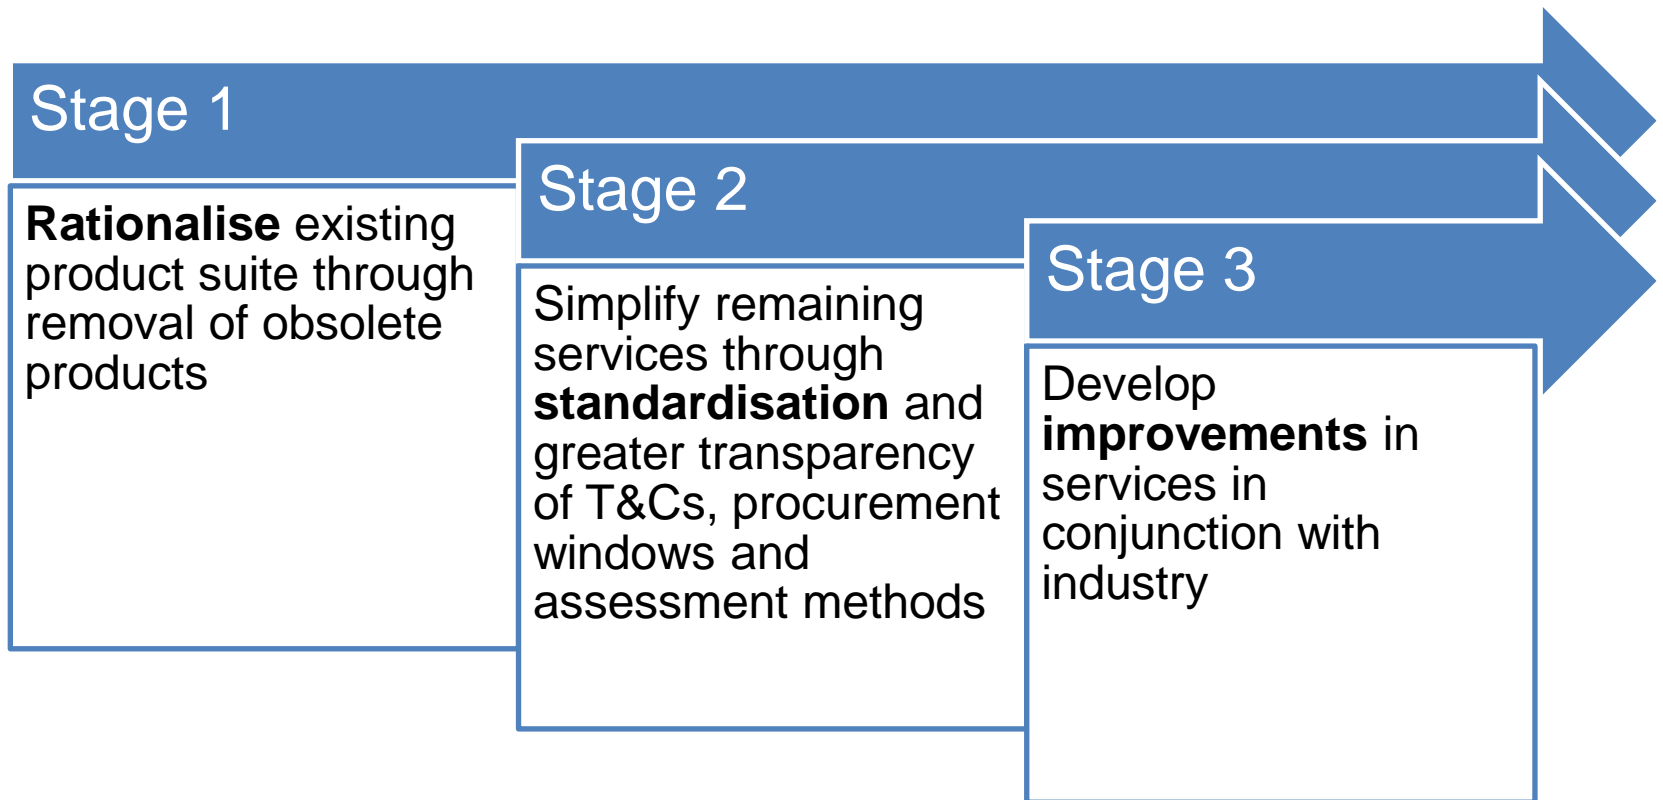 Stage 1
Rationalise existing
product suite through
removal of obsolete
products
Stage 2
Simplify remaining
services through
standardisation and
greater transparency
of T&Cs, procurement
windows and
assessment methods
Stage 3
Develop
improvements in
services in
conjunction with
industry